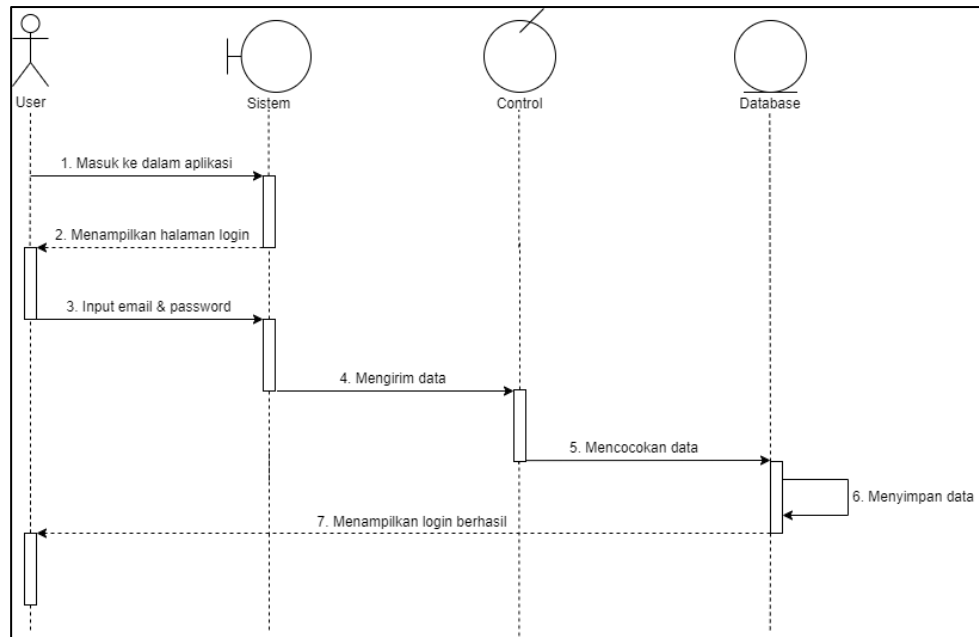 User
Sistem
Control
Database
1. Masuk ke dalam aplikasi
2. Menampilkan halaman login
3. Input email & password
4. Mengirim data
5. Mencocokan data
6. Menyimpan data
7. Menampilkan login berhasil